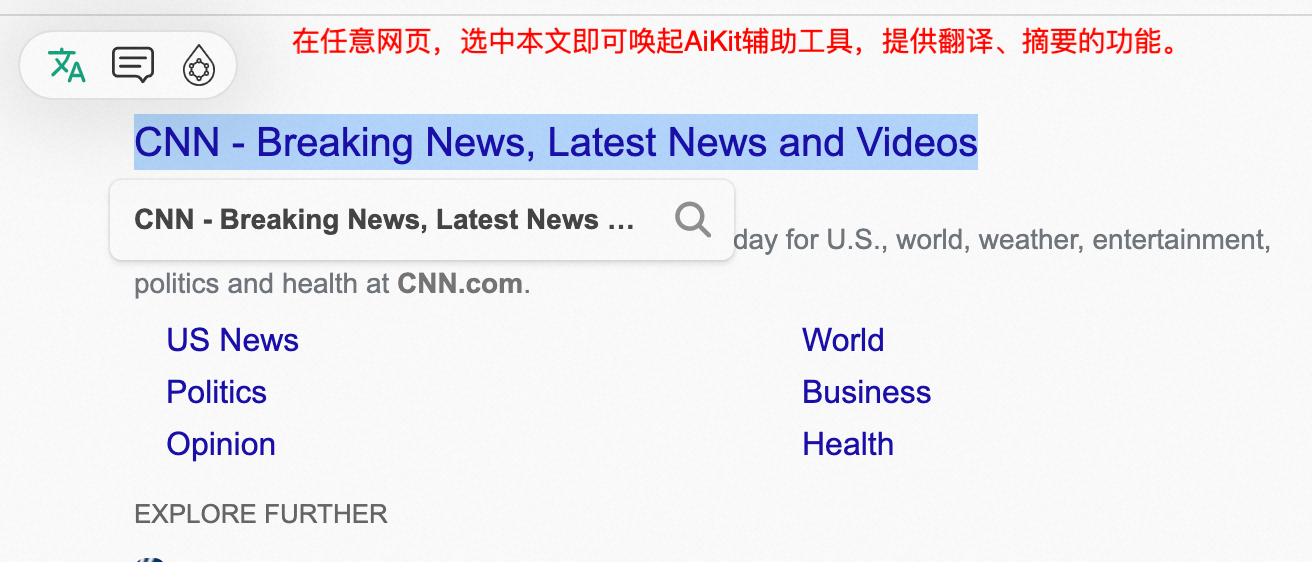 在任意网页，选中本文即可唤起AiKit辅助工具，提供翻译、摘要的功能。
文A
CNN - Breaking News, Latest News and Videos
CNN - Breaking News, Latest News ...
day for U.S., world, weather, entertainment,
politics and health at CNN.com.
US News
World
Politics
Business
Opinion
Health
EXPLORE FURTHER